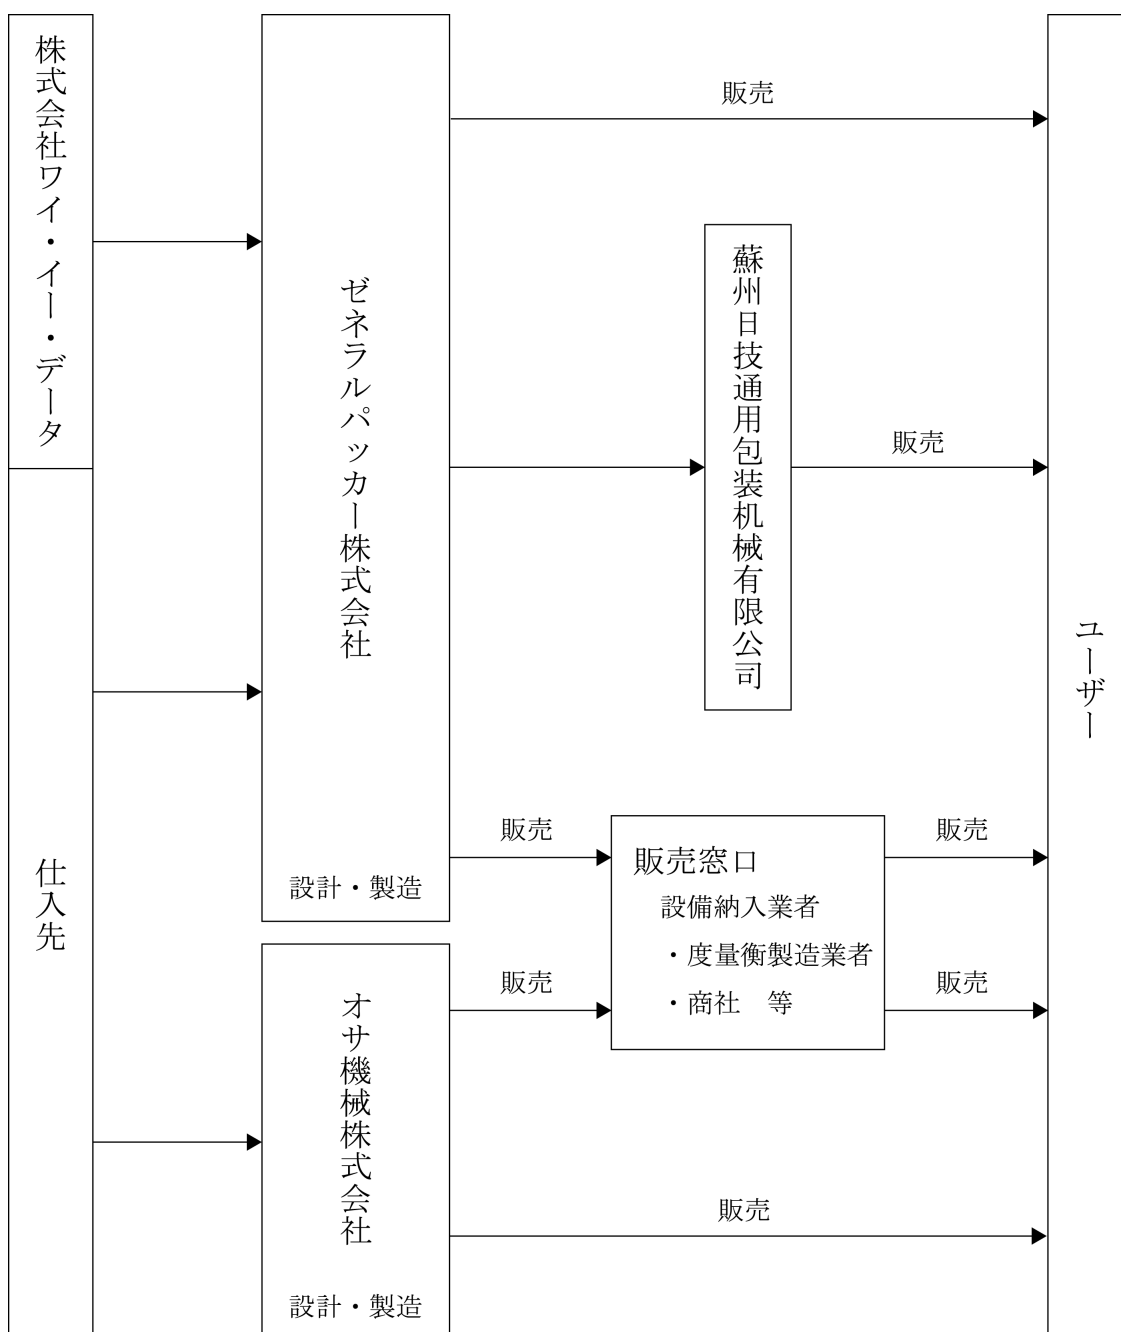 株式会社ワイ・イー・データ
仕入先
ゼネラルパッカー株式会社
設計・製造
オサ機械株式会社
設計・製造
販売
蘇州日技通用包装机械有限公司
販売
販売
販売窓口
設備納入業者
・度量衡製造業者
・商社　等
販売
販売
販売
販売
ユーザー